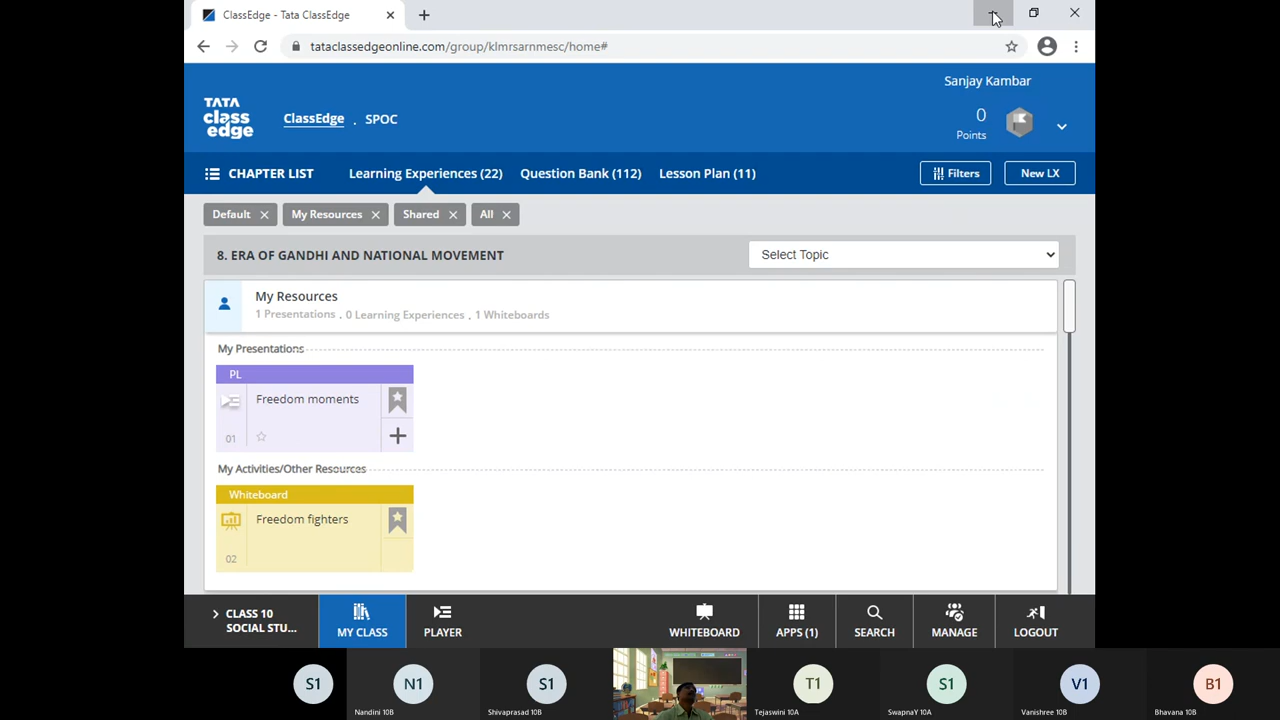 ClassEdge - Tata ClassEdge
tataclassedgeonline.com/group/klmrsarnmesc/home#
Sanjay Kambar
TATA
class
edge
ClassEdge . SPOC
0
Points
CHAPTER LIST
Learning Experiences (22)
Question Bank (112)
Lesson Plan (11)
Filters
New LX
Default
My Resources
Shared
All
8. ERA OF GANDHI AND NATIONAL MOVEMENT
Select Topic
My Resources
1 Presentations . 0 Learning Experiences . 1 Whiteboards
My Presentations
PL
Freedom moments
01
My Activities/Other Resources
Whiteboard
Freedom fighters
02
CLASS 10
SOCIAL STU...
MY CLASS
PLAYER
WHITEBOARD
APPS (1)
SEARCH
MANAGE
LOGOUT
S1
N1
Nandini 10B
S1
Shivaprasad 10B
T1
Tejaswini 10A
S1
SwapnaY 10A
V1
Vanishree 10B
B1
Bhavana 10B